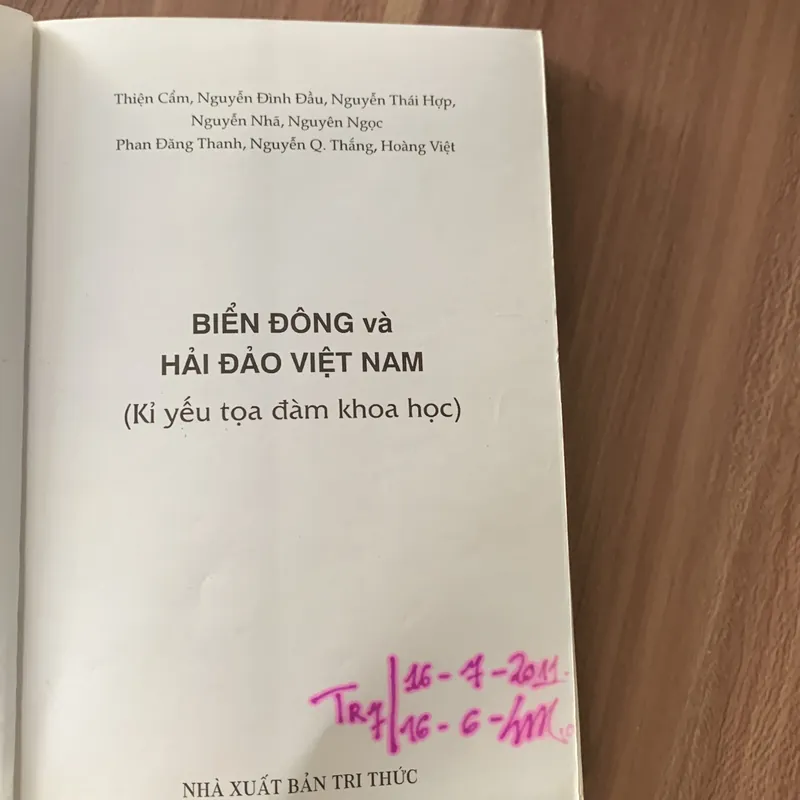 Thiện Cẩm, Nguyễn Đình Đầu, Nguyễn Thái Hợp,
Nguyễn Nhã, Nguyên Ngọc
Phan Đăng Thanh, Nguyễn Q. Thắng, Hoàng Việt
BIỂN ĐÔNG và
HẢI ĐẢO VIỆT NAM
(Kỉ yếu tọa đàm khoa học)
TR7 16-7-2011.
16-6-
NHÀ XUẤT BẢN TRI THỨC